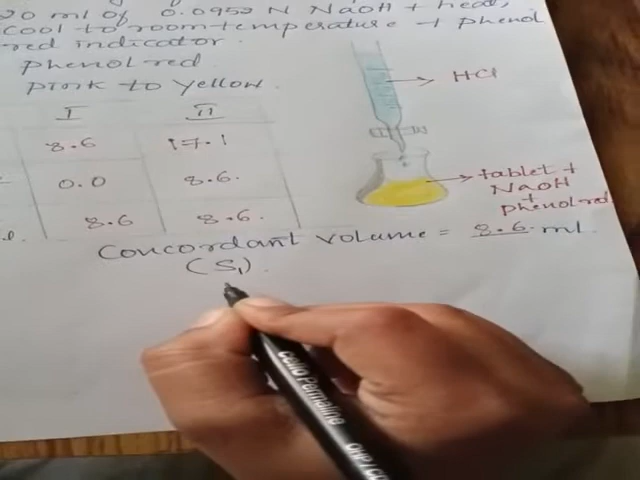 20 ml of 0.0952 N NaOH + heat,
cool to room temperature + phenol
red indicator.
phenol red
pink to yellow.
I II
8.6 17.1
0.0 8.6.
8.6 8.6.
HCl
tablet +
NaOH
+
phenol red
Concordant volume = 8.6. ml
(S1).
Cello Permaline